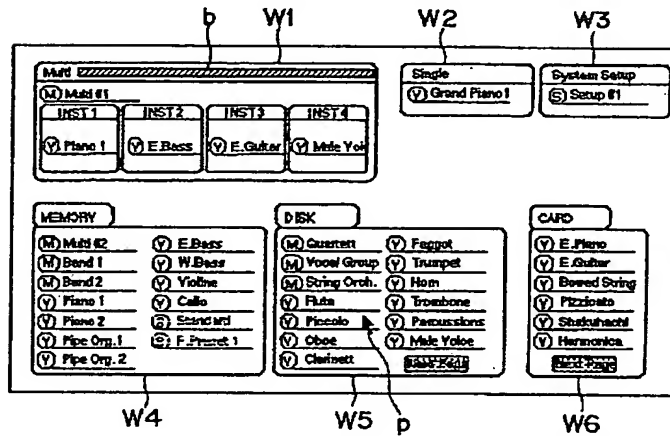 b W1 W2 W3
Multi
(M) Multi #1
INST 1 INST 2 INST 3 INST 4
(Y) Piano 1 (Y) E.Bass (Y) E.Guitar (Y) Male Voi
Single
(Y) Grand Piano 1
System Setup
(S) Setup #1
MEMORY
(M) Multi #2 (Y) E.Bass
(M) Band 1 (Y) W.Bass
(M) Band 2 (Y) Violine
(Y) Piano 1 (Y) Cello
(Y) Piano 2 (S) Standard
(Y) Pipe Org.1 (S) P.Preset 1
(Y) Pipe Org. 2
DISK
(M) Quartett (Y) Faggot
(M) Vocal Group (Y) Trumpet
(M) String Orch. (Y) Horn
(Y) Flute (Y) Trombone
(Y) Piccolo (Y) Percussions
(Y) Oboe (Y) Male Voice
(Y) Clarinett Next Page
CARD
(Y) E.Piano
(Y) E.Guitar
(Y) Bowed String
(Y) Pizzicato
(Y) Shakuhachi
(Y) Harmonica
Next Page
W4 W5 p W6